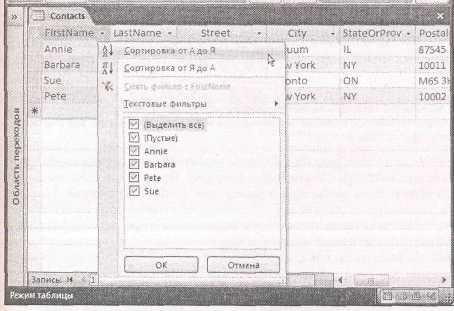 Contacts
FirstName LastName Street City StateOrProv Postal
Annie IL 87545
Barbara York NY 10011
Sue onto ON M65 3
Pete York NY 10002
Сортировка от А до Я
Сортировка от Я до А
Снять фильтр с FirstName
Текстовые фильтры
(Выделить все)
(Пустые)
Annie
Barbara
Pete
Sue
OK Отмена
Область переходов
Запись: 1
Режим таблицы